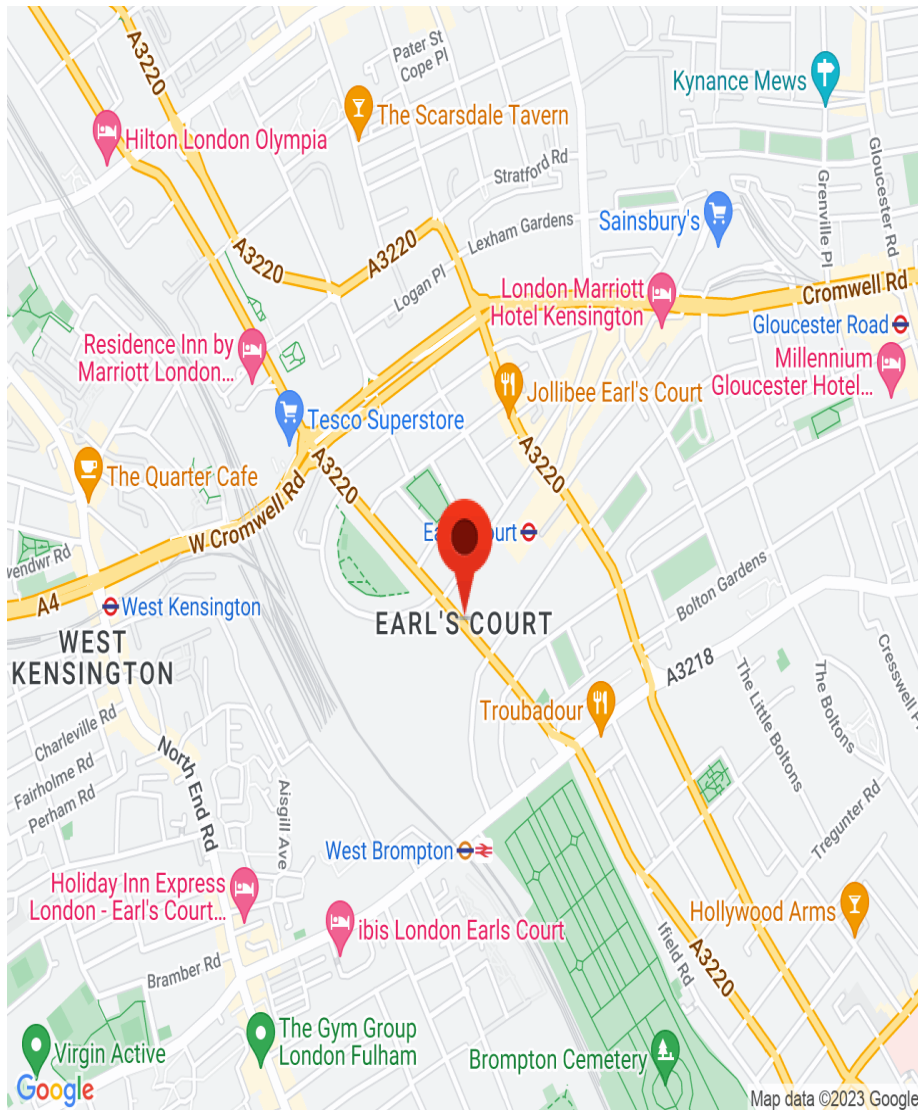 A3220
Pater St
Cope Pl
Kynance Mews
The Scarsdale Tavern
Hilton London Olympia
Stratford Rd
Gloucester Rd
Grenville Pl
Sainsbury's
Lexham Gardens
A3220
A3220
Logan Pl
London Marriott
Hotel Kensington
Cromwell Rd
Gloucester Road
Residence Inn by
Marriott London...
Millennium
Gloucester Hotel...
Jollibee Earl's Court
Tesco Superstore
A3220
A3220
The Quarter Cafe
W Cromwell Rd
Ea
ourt
vendwr Rd
Bolton Gardens
A4
West Kensington
EARL'S COURT
WEST
KENSINGTON
A3218
Cresswell P
The Boltons
The Little Boltons
Troubadour
Charleville Rd
Fairholme Rd
Perham Rd
North End Rd
Aisgill Ave
Tregunter Rd
West Brompton
Holiday Inn Express
London - Earl's Court...
Hollywood Arms
ibis London Earls Court
Ifield Rd
A3220
Bramber Rd
The Gym Group
London Fulham
Virgin Active
Brompton Cemetery
Google
Map data ©2023 Google